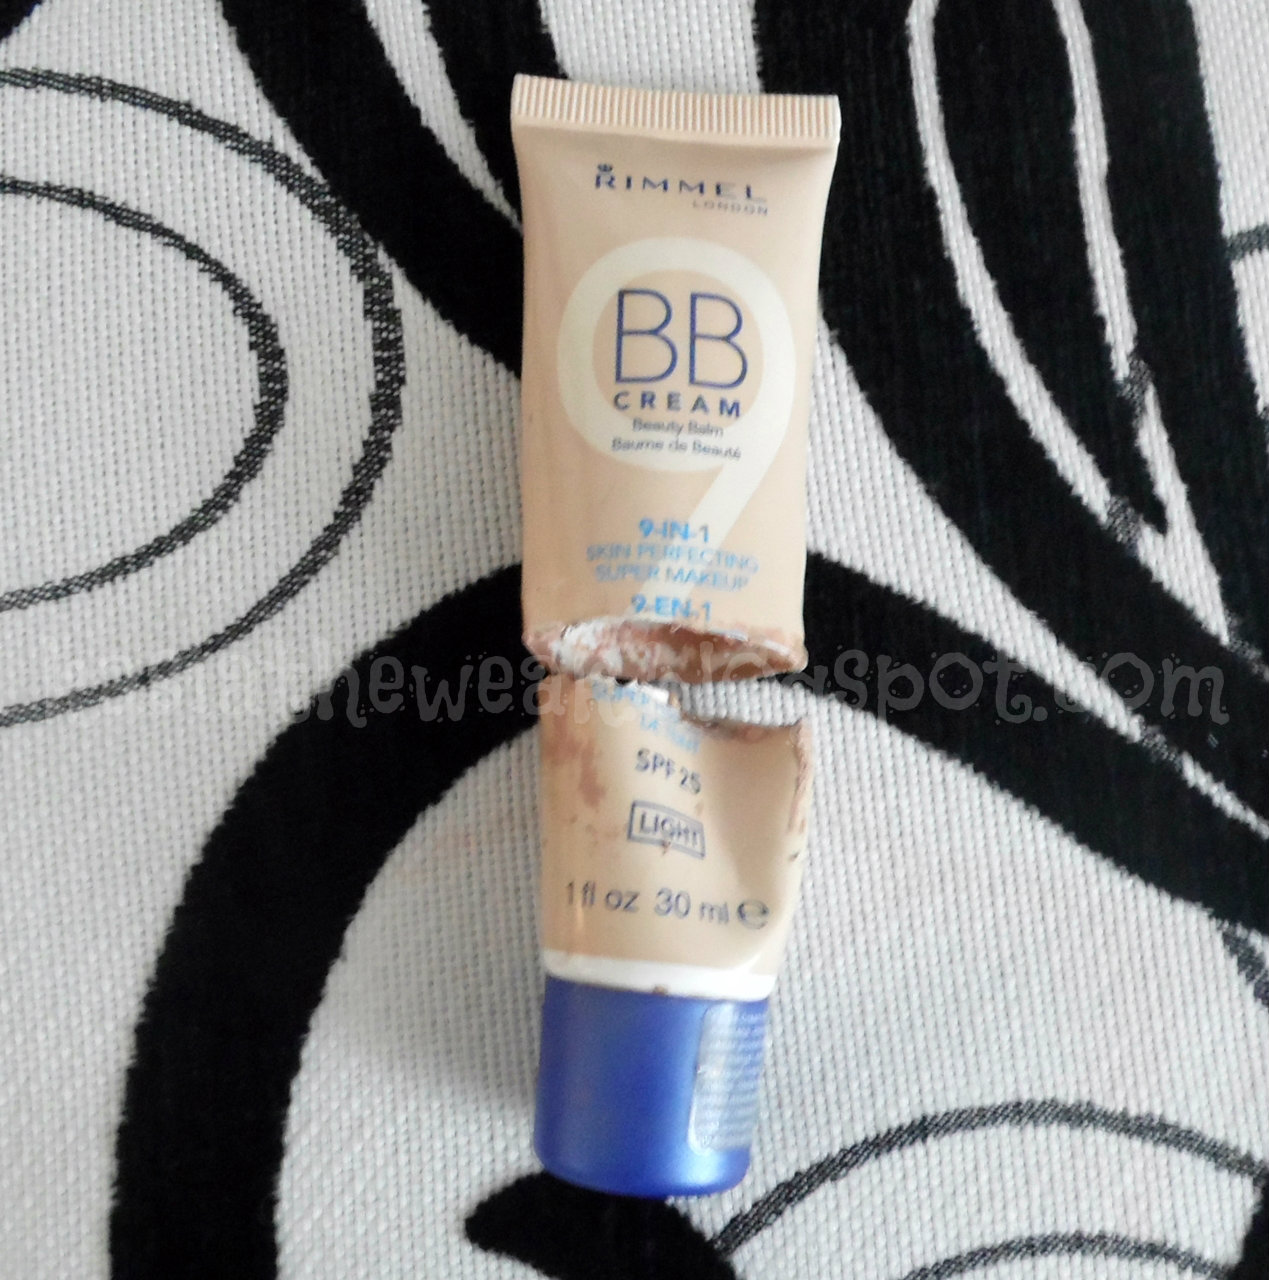 RIMMEL
LONDON
BB
CREAM
Beauty Balm
Baume de Beauté
9-IN-1
SKIN PERFECTING
SUPER MAKEUP
9-EN-1
SPF 25
LIGHT
1 fl oz 30 ml e